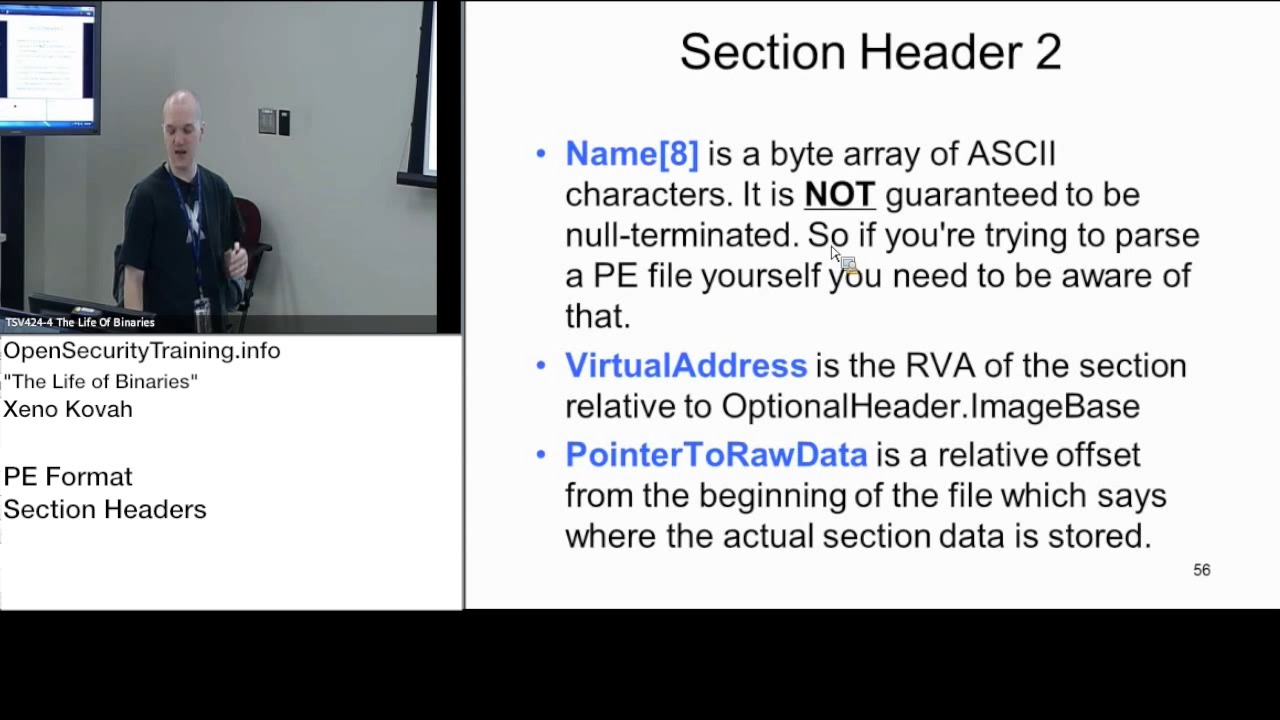 TSV424-4 The Life Of Binaries
OpenSecurityTraining.info
"The Life of Binaries"
Xeno Kovah
PE Format
Section Headers
Section Header 2
• Name[8] is a byte array of ASCII
characters. It is NOT guaranteed to be
null-terminated. So if you're trying to parse
a PE file yourself you need to be aware of
that.
• VirtualAddress is the RVA of the section
relative to OptionalHeader.ImageBase
• PointerToRawData is a relative offset
from the beginning of the file which says
where the actual section data is stored.
56